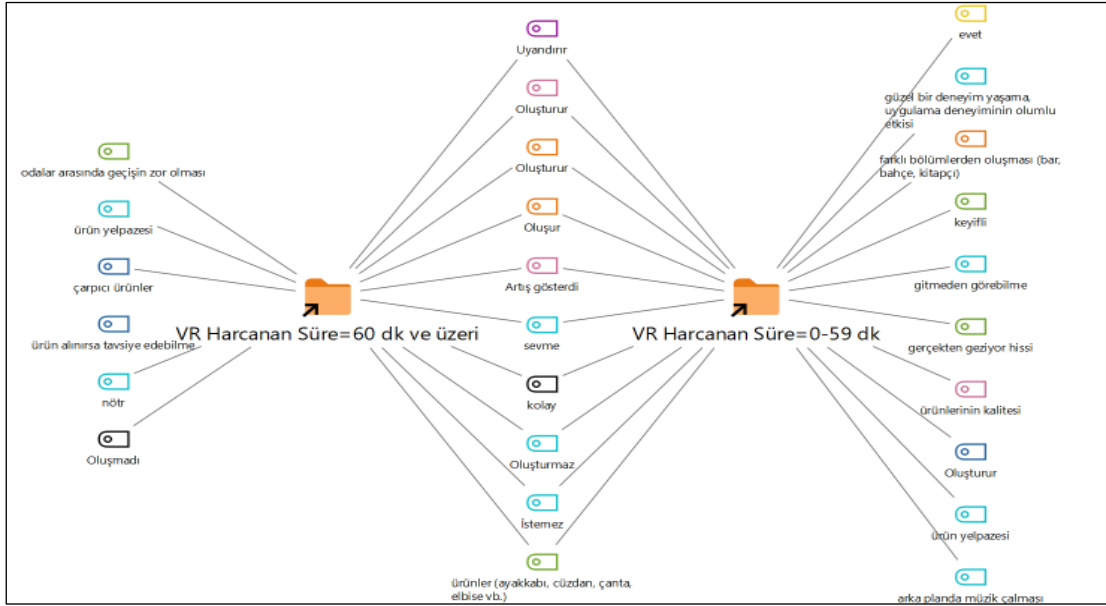 odalar arasında geçişin zor olması
ürün yelpazesi
çarpıcı ürünler
ürün alınırsa tavsiye edebilme
nötr
Oluşmadı
VR Harcanan Süre=60 dk ve üzeri
Uyandırır
Oluşturur
Oluşturur
Oluşur
Artış gösterdi
sevme
kolay
Oluşturmaz
İstemez
ürünler (ayakkabı, cüzdan, çanta,
elbise vb.)
VR Harcanan Süre=0-59 dk
evet
güzel bir deneyim yaşama,
uygulama deneyiminin olumlu
etkisi
farklı bölümlerden oluşması (bar,
bahçe, kitapçı)
keyifli
gitmeden görebilme
gerçekten geziyor hissi
ürünlerinin kalitesi
Oluşturur
ürün yelpazesi
arka planda müzik çalması